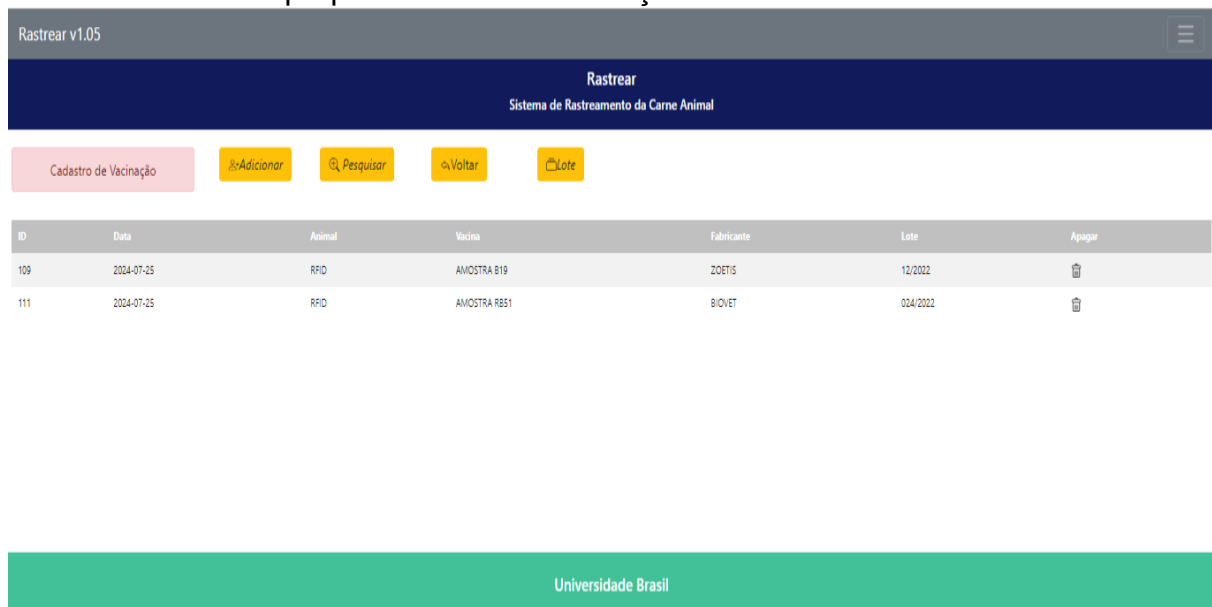 Rastrear v1.05
Rastrear
Sistema de Rastreamento da Carne Animal
Cadastro de Vacinação Adicionar Pesquisar Voltar Lote
ID Data Animal Vacina Fabricante Lote Apagar
109 2024-07-25 RFID AMOSTRA B19 ZOETIS 12/2022
111 2024-07-25 RFID AMOSTRA RB51 BIOVET 024/2022
Universidade Brasil